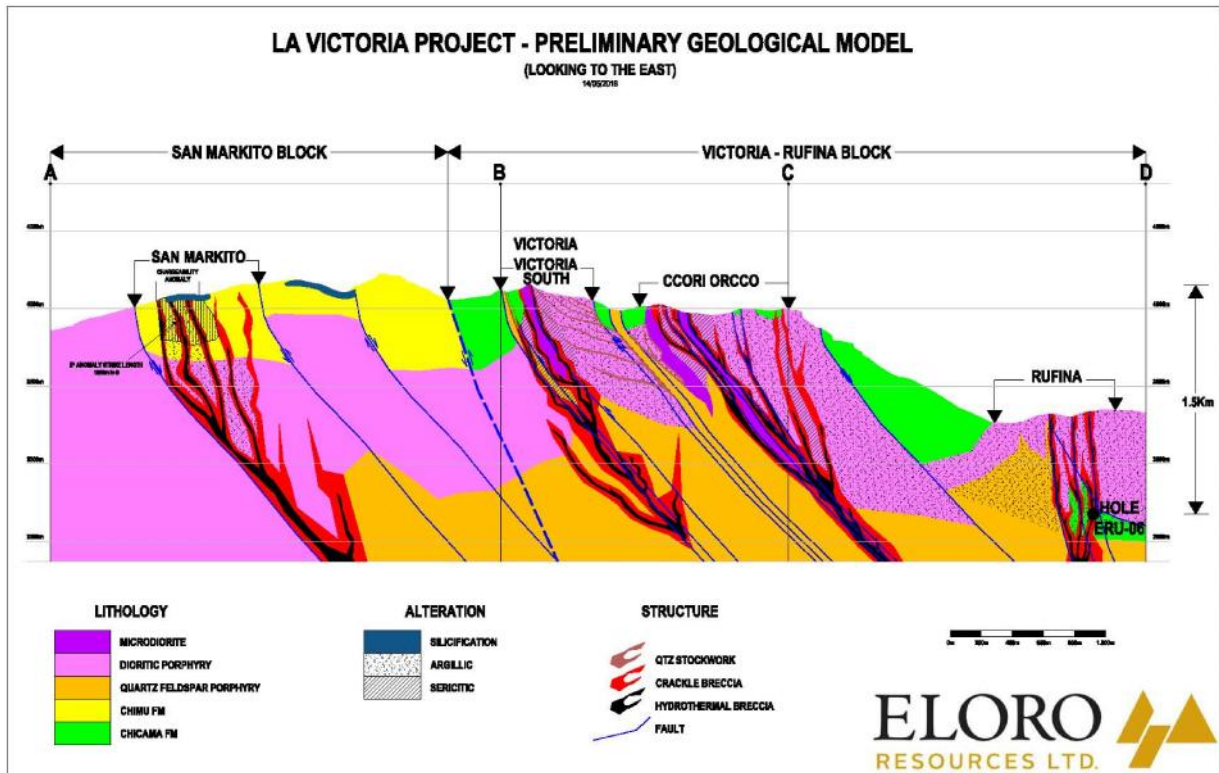 LA VICTORIA PROJECT - PRELIMINARY GEOLOGICAL MODEL
(LOOKING TO THE EAST)
SAN MARKITO BLOCK
VICTORIA - RUFINA BLOCK
A
B
C
D
SAN MARKITO
CHARGEABILITY
ANOMALY
VICTORIA
VICTORIA
SOUTH
CCORI ORCCO
RUFINA
1.5Km
HOLE
ERU-06
LITHOLOGY
MICRODIORITE
DIORITIC PORPHYRY
QUARTZ FELDSPAR PORPHYRY
CHIMU FM
CHICAMA FM
ALTERATION
SILICIFICATION
ARGILLIC
SERICITIC
STRUCTURE
QTZ STOCKWORK
CRACKLE BRECCIA
HYDROTHERMAL BRECCIA
FAULT
ELORO
RESOURCES LTD.